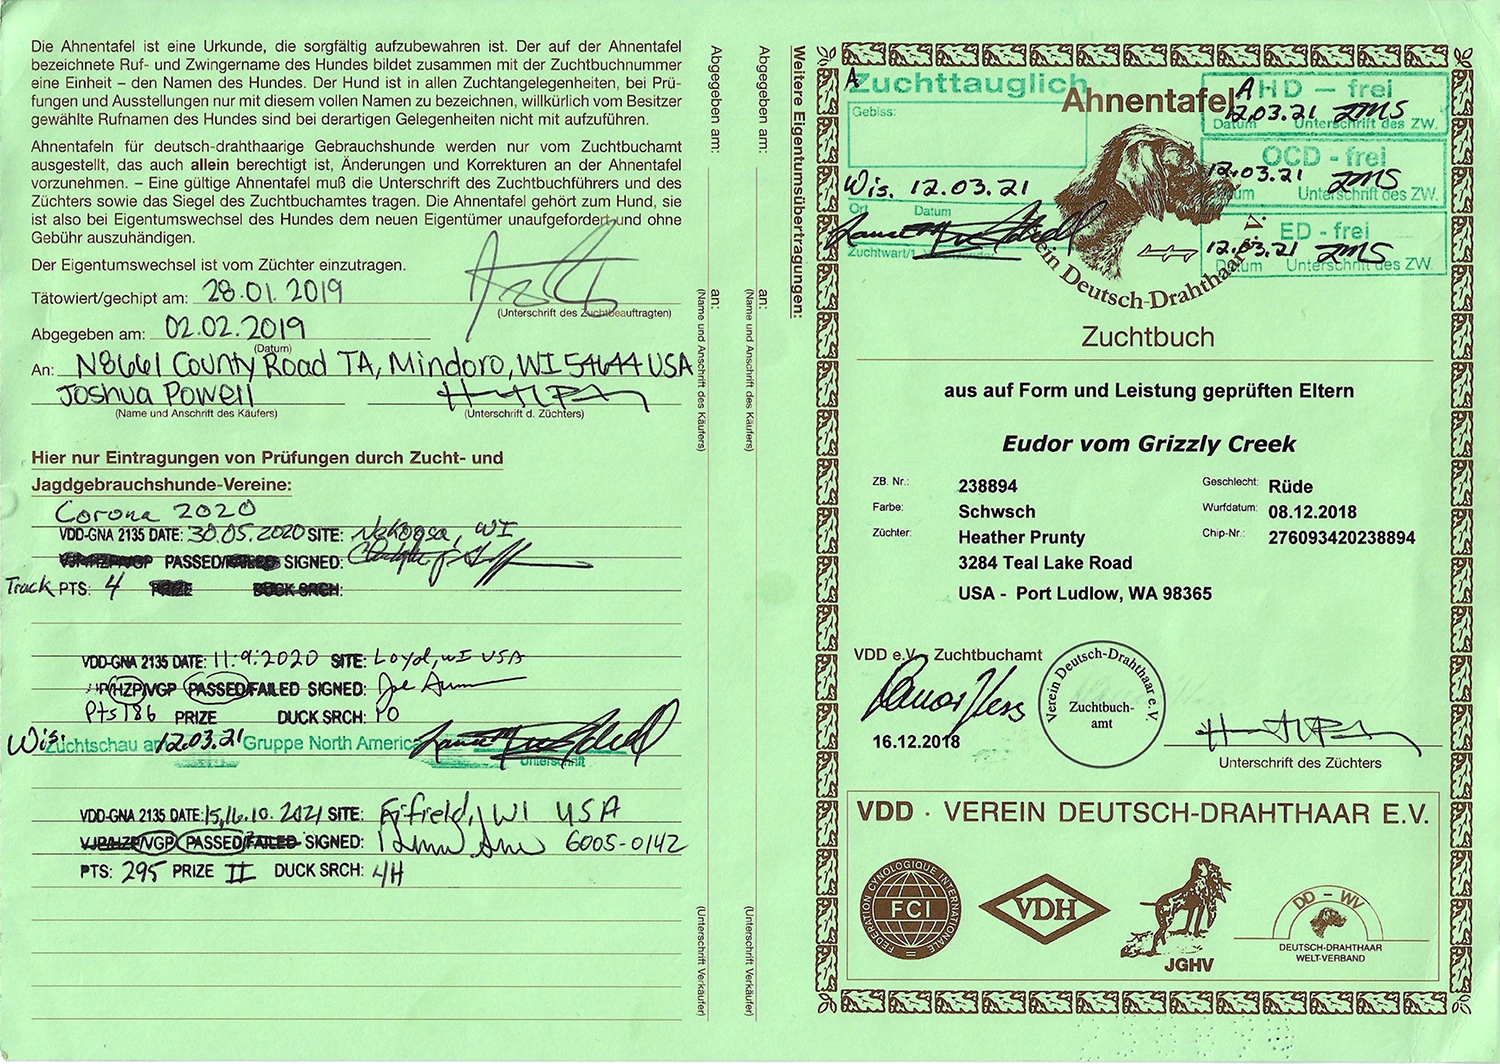 Die Ahnentafel ist eine Urkunde, die sorgfältig aufzubewahren ist. Der auf der Ahnentafel
bezeichnete Ruf- und Zwingername des Hundes bildet zusammen mit der Zuchtbuchnummer
eine Einheit – den Namen des Hundes. Der Hund ist in allen Zuchtangelegenheiten, bei Prü-
fungen und Ausstellungen nur mit diesem vollen Namen zu bezeichnen, willkürlich vom Besitzer
gewählte Rufnamen des Hundes sind bei derartigen Gelegenheiten nicht mit aufzuführen.
Ahnentafeln für deutsch-drahthaarige Gebrauchshunde werden nur vom Zuchtbuchamt
ausgestellt, das auch allein berechtigt ist, Änderungen und Korrekturen an der Ahnentafel
vorzunehmen. – Eine gültige Ahnentafel muß die Unterschrift des Zuchtbuchführers und des
Züchters sowie das Siegel des Zuchtbuchamtes tragen. Die Ahnentafel gehört zum Hund, sie
ist also bei Eigentumswechsel des Hundes dem neuen Eigentümer unaufgefordert und ohne
Gebühr auszuhändigen.
Der Eigentumswechsel ist vom Züchter einzutragen.
Tätowiert/gechipt am: 28.01.2019
(Unterschrift des Zuchtbeauftragten)
Abgegeben am: 02.02.2019
(Datum)
An: N8661 County Road TA, Mindoro, WI 54644 USA
Joshua Powell
(Name und Anschrift des Käufers) (Unterschrift d. Züchters)
Hier nur Eintragungen von Prüfungen durch Zucht- und
Jagdgebrauchshunde-Vereine:
Corona 2020
VDD-GNA 2135 DATE: 30.05.2020 SITE: Nekoosa, WI
PASSED/ SIGNED:
Track PTS: 4
VDD-GNA 2135 DATE: 11.9.2020 SITE: Loyd, WI USA
HZP/VGP PASSED/FAILED SIGNED:
Pts 186 PRIZE DUCK SRCH: 10
Wis. Zuchtschau am 12.03.21 Gruppe North America
Unterschrift
VDD-GNA 2135 DATE: 15,16.10.2021 SITE: Fifield, WI USA
VJP/HZP/VGP PASSED/FAILED SIGNED: 6005-0142
PTS: 295 PRIZE II DUCK SRCH: 4H
Abgegeben am:
an:
(Name und Anschrift des Käufers)
(Unterschrift Verkäufer)
Abgegeben am:
an:
(Name und Anschrift des Käufers)
(Unterschrift Verkäufer)
Weitere Eigentumsübertragungen:
A
Zuchttauglich
Gebiss:
Wis. 12.03.21
Ort Datum
Ahnentafel
A HD – frei
12.03.21 ZMS
Datum Unterschrift des ZW.
OCD - frei
12.03.21 ZMS
Unterschrift des ZW.
ED - frei
12.03.21 ZMS
Datum Unterschrift des ZW.
Verein Deutsch-Drahthaar e.V.
Zuchtbuch
aus auf Form und Leistung geprüften Eltern
Eudor vom Grizzly Creek
ZB. Nr.: 238894 Geschlecht: Rüde
Farbe: Schwsch Wurfdatum: 08.12.2018
Züchter: Heather Prunty Chip-Nr.: 276093420238894
3284 Teal Lake Road
USA - Port Ludlow, WA 98365
VDD e.V. – Zuchtbuchamt
16.12.2018
Verein Deutsch-Drahthaar e.V.
Zuchtbuch-
amt
Unterschrift des Züchters
VDD · VEREIN DEUTSCH-DRAHTHAAR E.V.
FEDERATION CYNOLOGIQUE INTERNATIONALE
FCI
VDH
JGHV
DD – WV
DEUTSCH-DRAHTHAAR
WELT-VERBAND